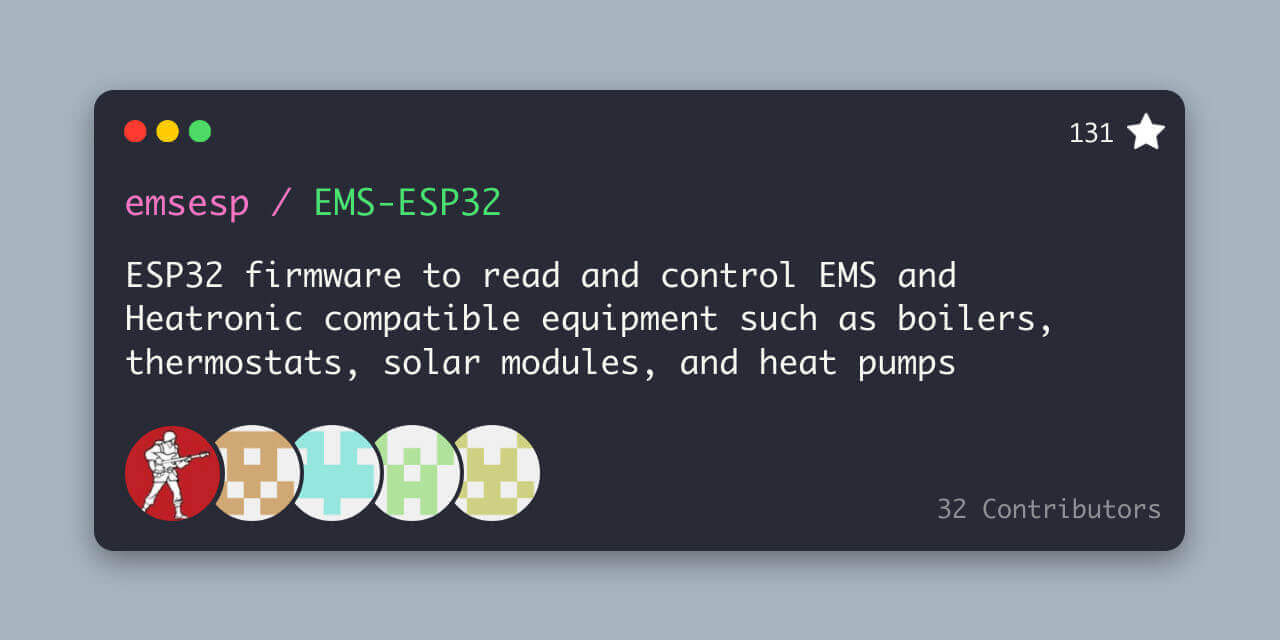 131
emsesp / EMS-ESP32
ESP32 firmware to read and control EMS and
Heatronic compatible equipment such as boilers,
thermostats, solar modules, and heat pumps
32 Contributors